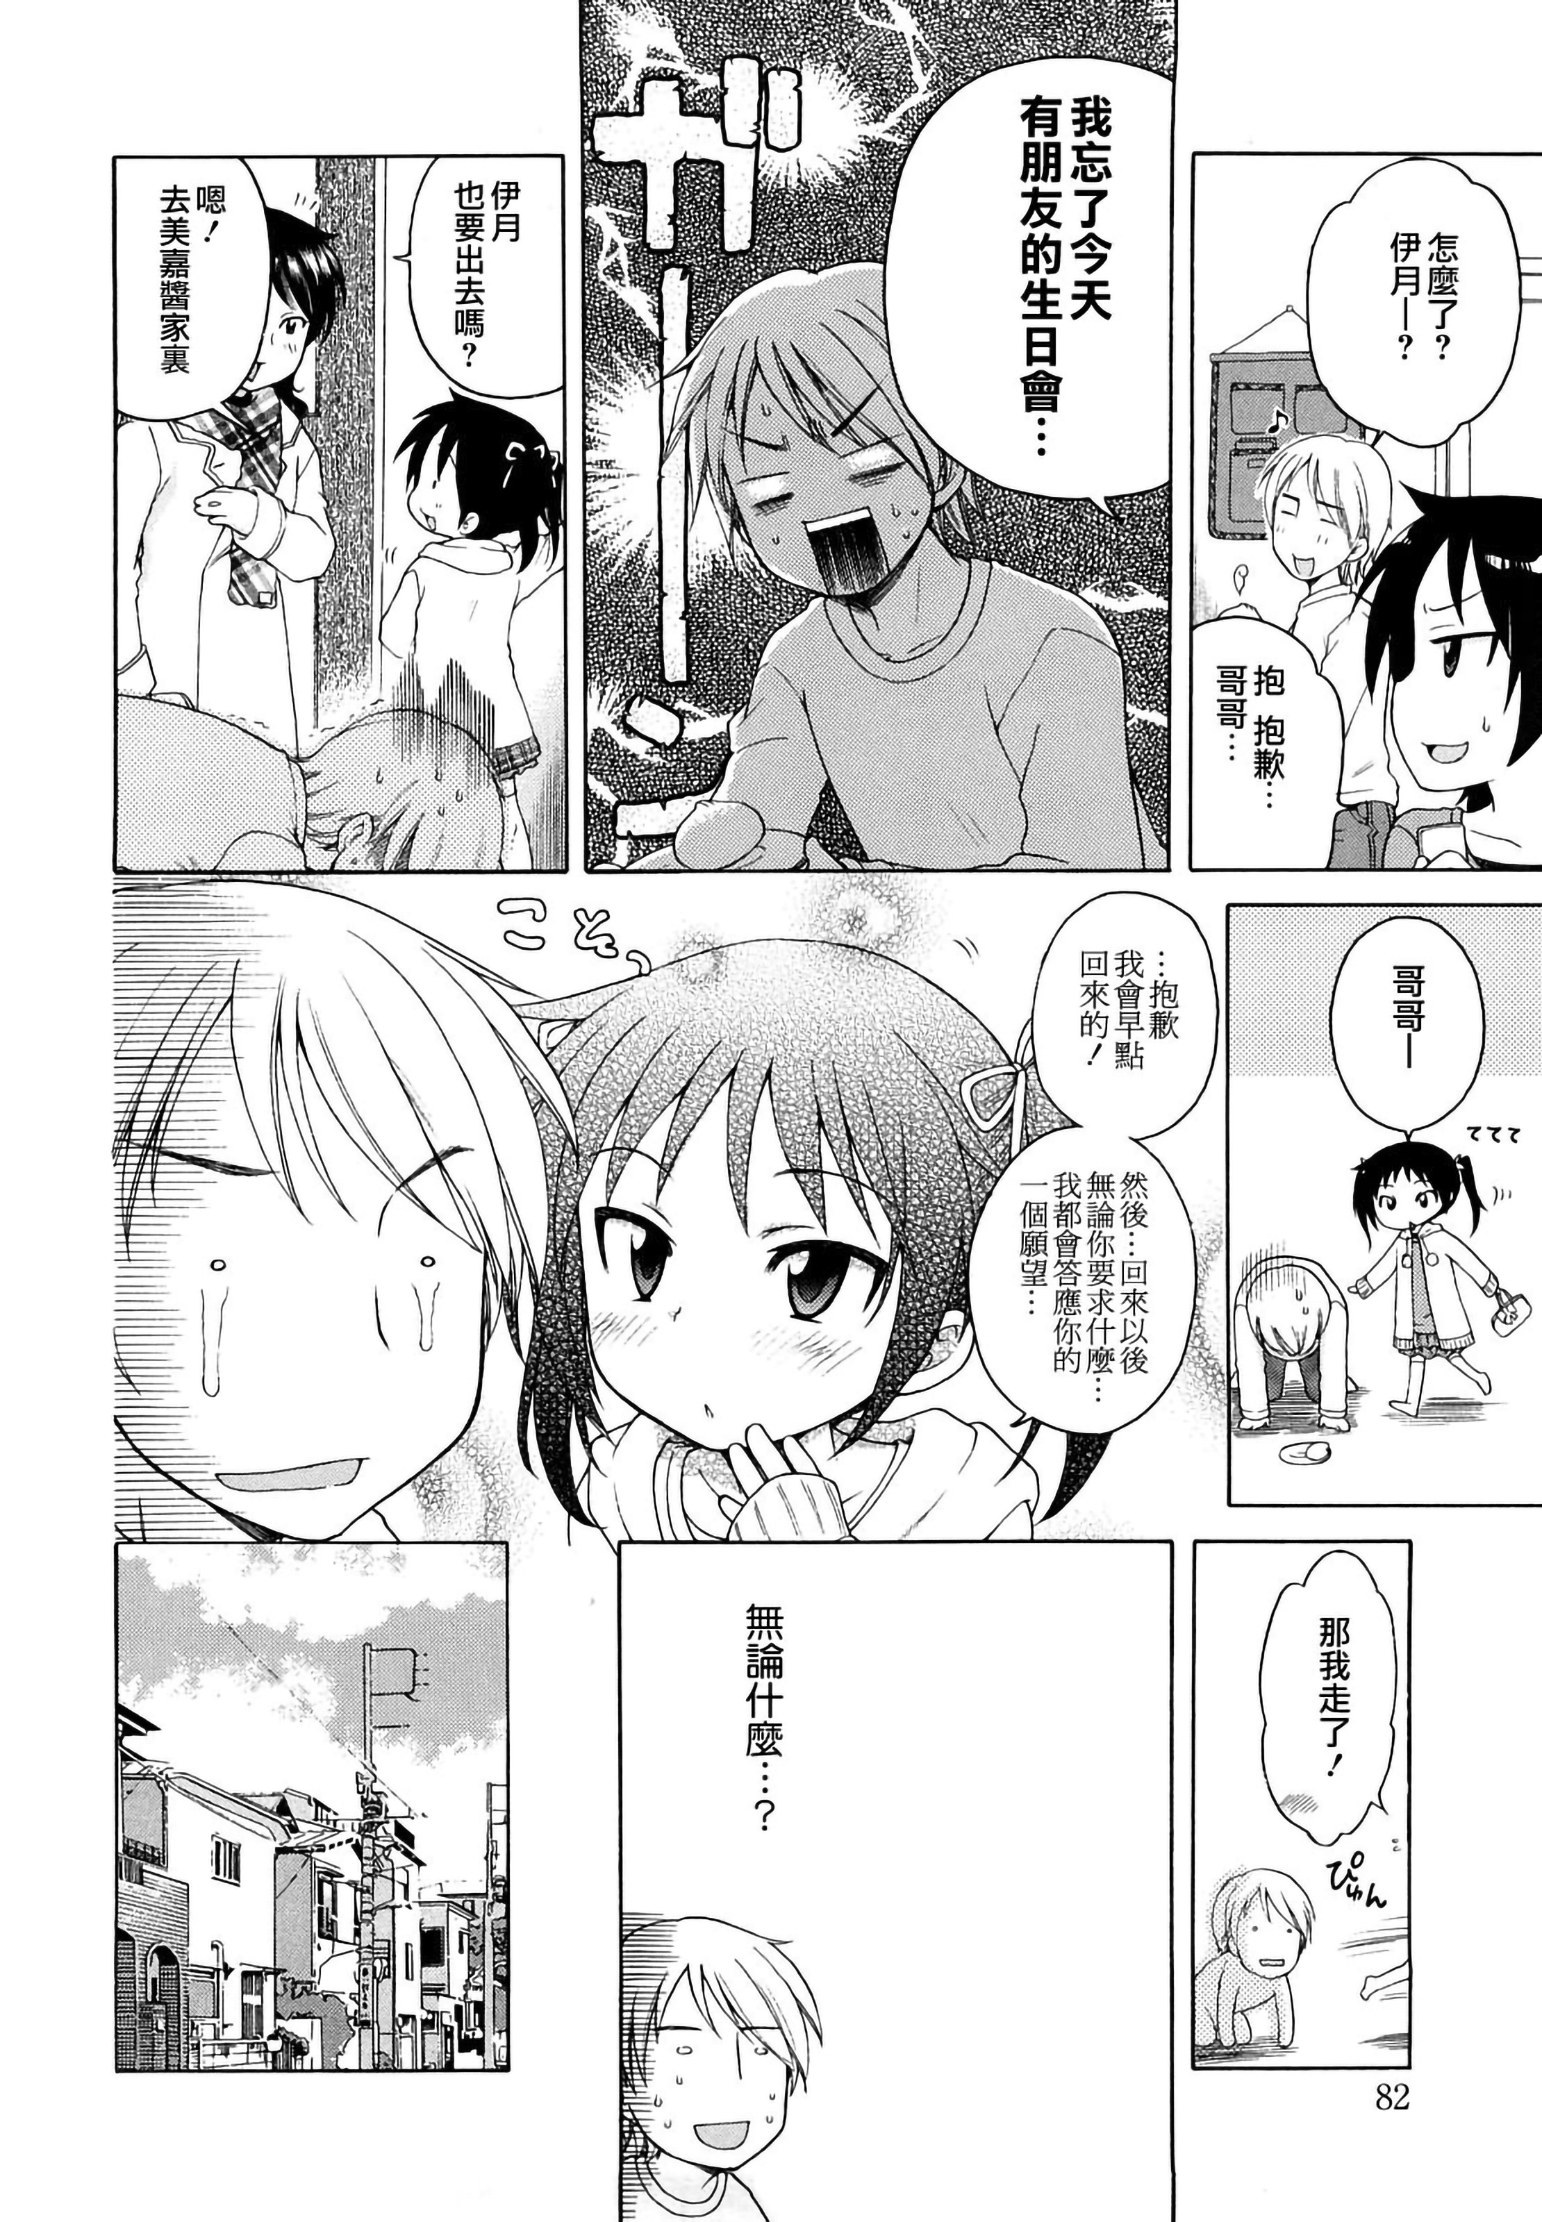 怎麼了？
伊月—？
抱 抱歉…
哥哥…
我忘了今天
有朋友的生日會…
ガーン
伊月
也要出去嗎？
嗯！
去美嘉醬家裏
哥哥—
ててて
…抱歉
我會早點
回來的！
然後…回來以後
無論你要求什麼…
我都會答應你的
一個願望…
こそっ
那我走了！
ぴゅん
無論什麼…？
82